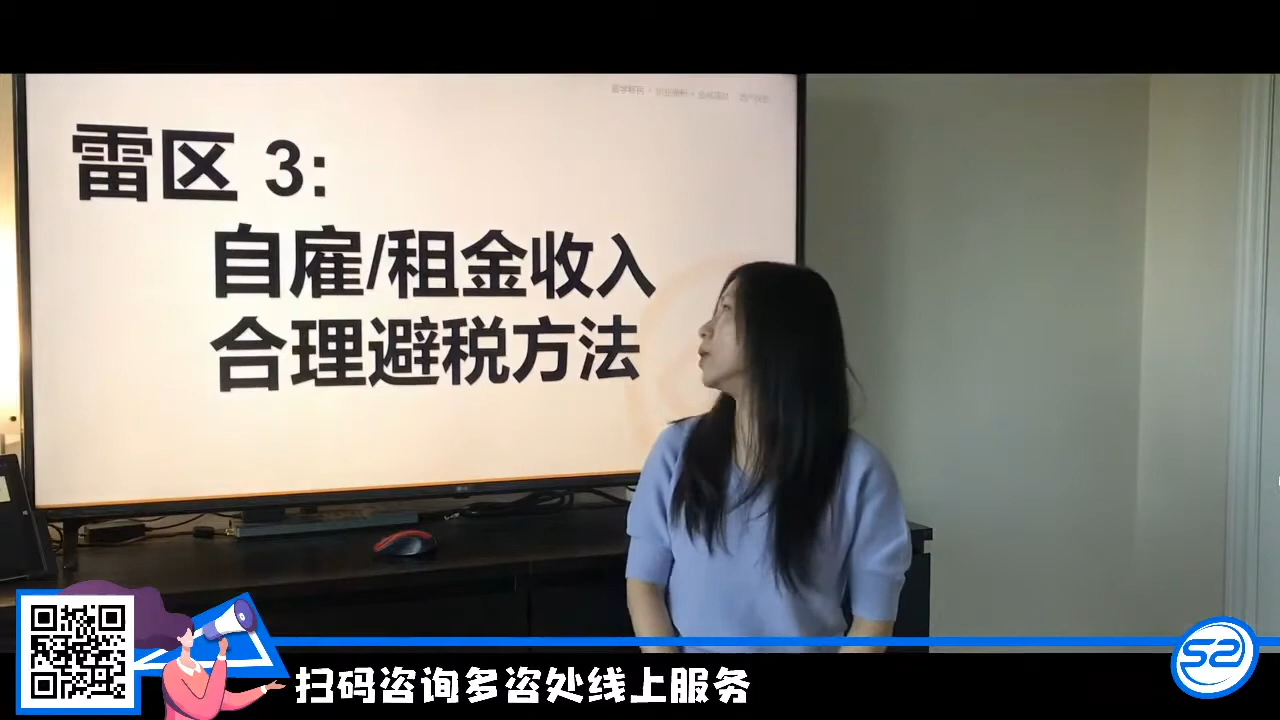 雷区 3:
自雇/租金收入
合理避税方法
扫码咨询多咨处线上服务